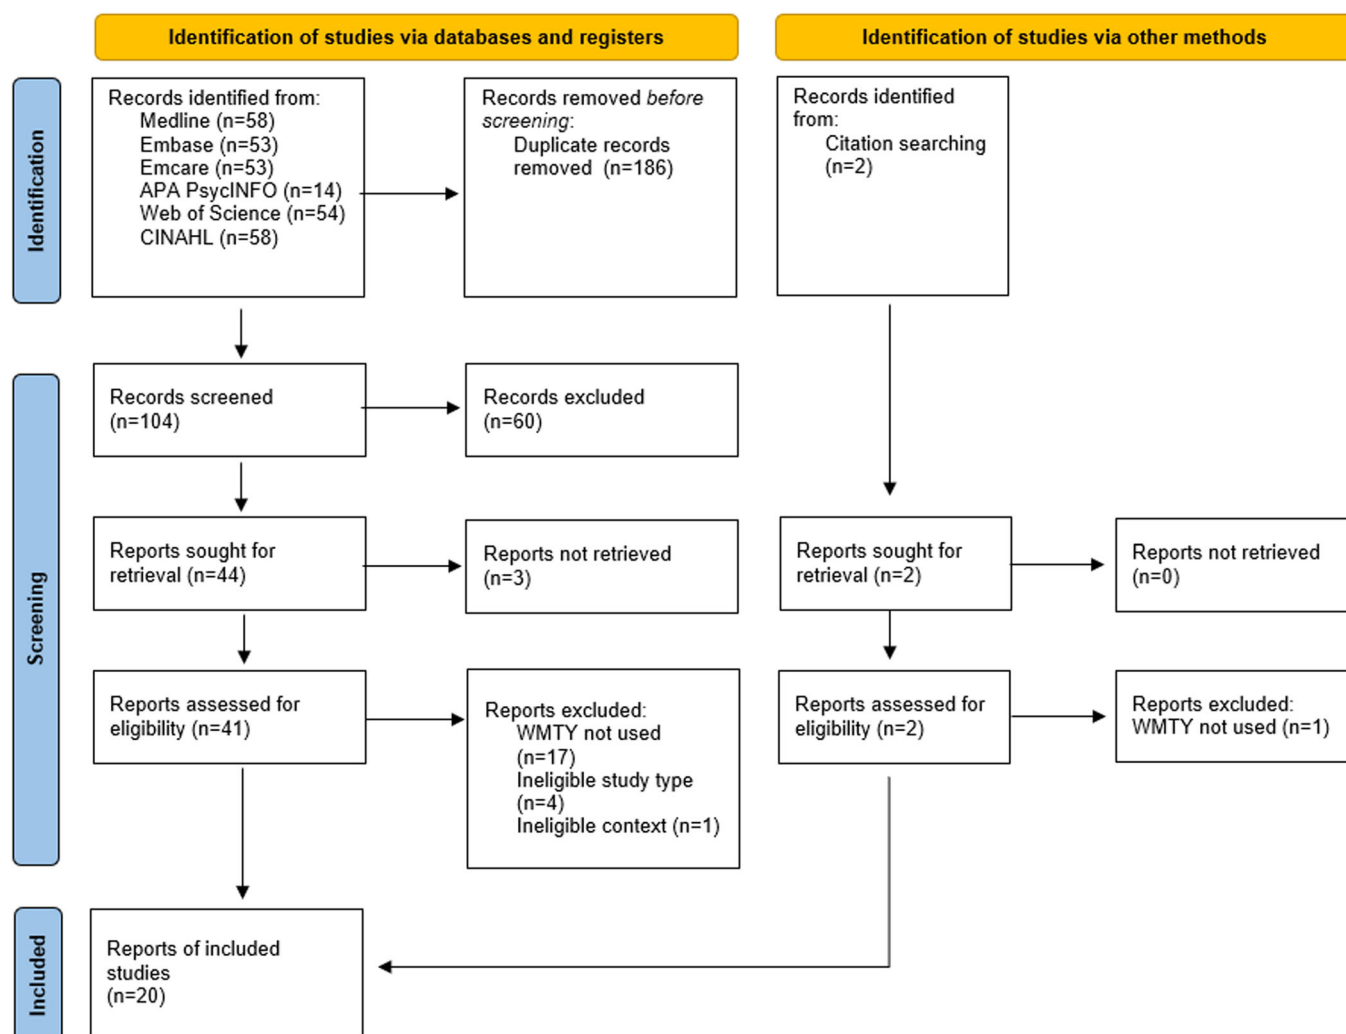 Identification of studies via databases and registers
Identification of studies via other methods
Identification
Records identified from:
Medline (n=58)
Embase (n=53)
Emcare (n=53)
APA PsycINFO (n=14)
Web of Science (n=54)
CINAHL (n=58)
Records removed before
screening:
Duplicate records
removed (n=186)
Records identified
from:
Citation searching
(n=2)
Screening
Records screened
(n=104)
Records excluded
(n=60)
Reports sought for
retrieval (n=44)
Reports not retrieved
(n=3)
Reports sought for
retrieval (n=2)
Reports not retrieved
(n=0)
Reports assessed for
eligibility (n=41)
Reports excluded:
WMTY not used
(n=17)
Ineligible study type
(n=4)
Ineligible context (n=1)
Reports assessed for
eligibility (n=2)
Reports excluded:
WMTY not used (n=1)
Included
Reports of included
studies
(n=20)